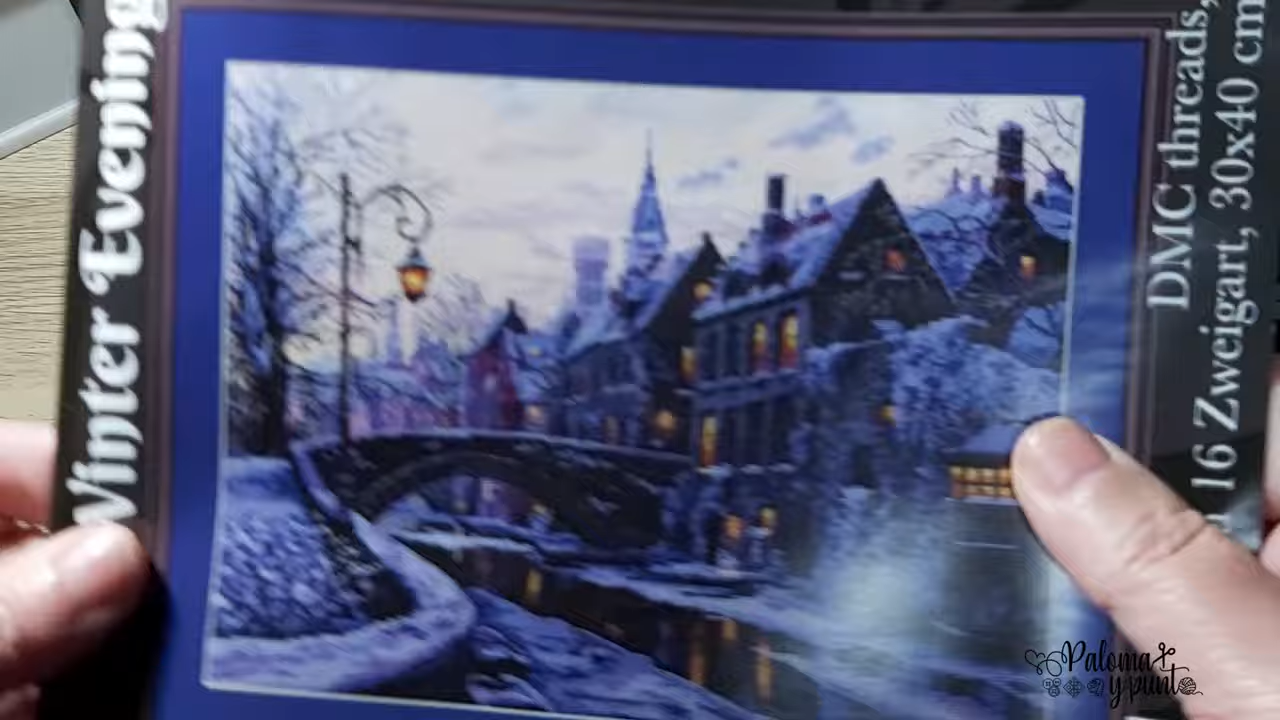 Winter Evening
DMC threads,
16 Zweigart, 30x40 cm
Paloma
y punto